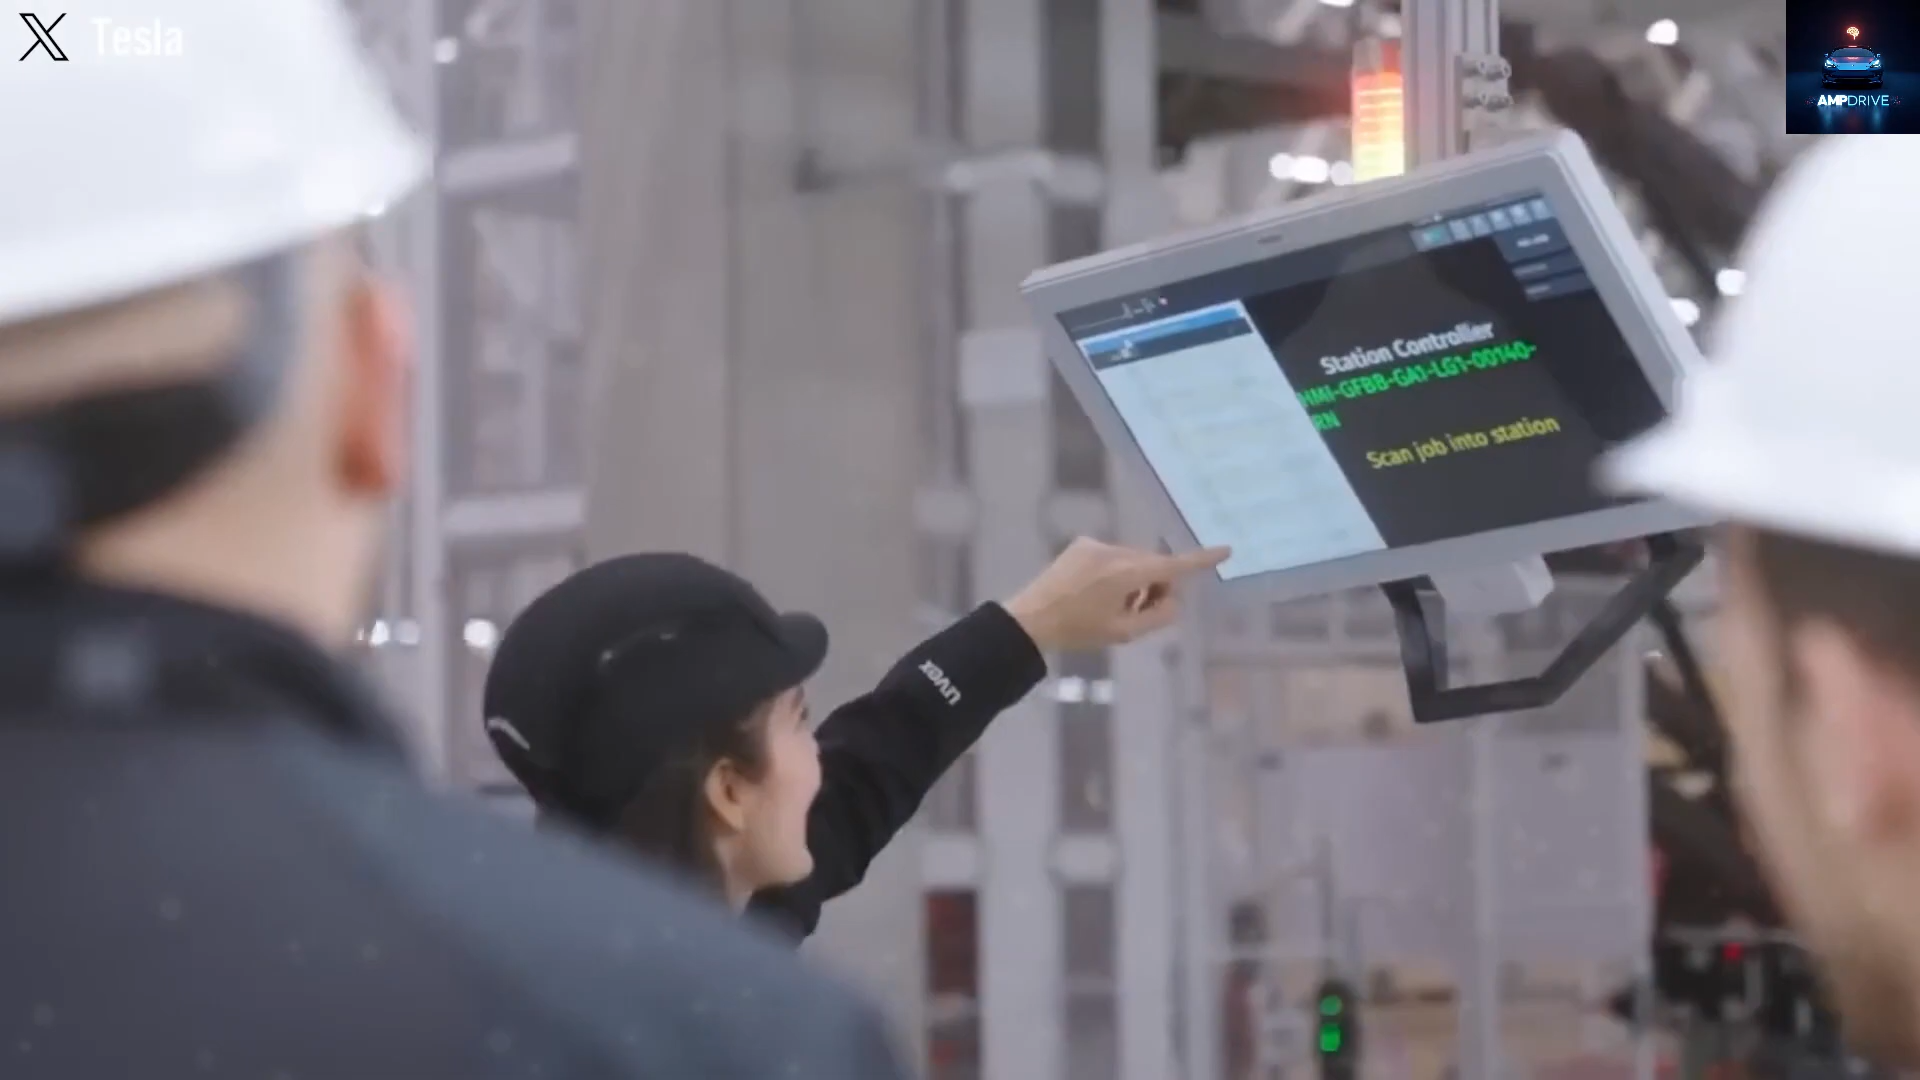 X Tesla
AMPDRIVE
Station Controller
HMI-GFBB-GA1-LG1-00140-
RN
Scan job into station
uvex